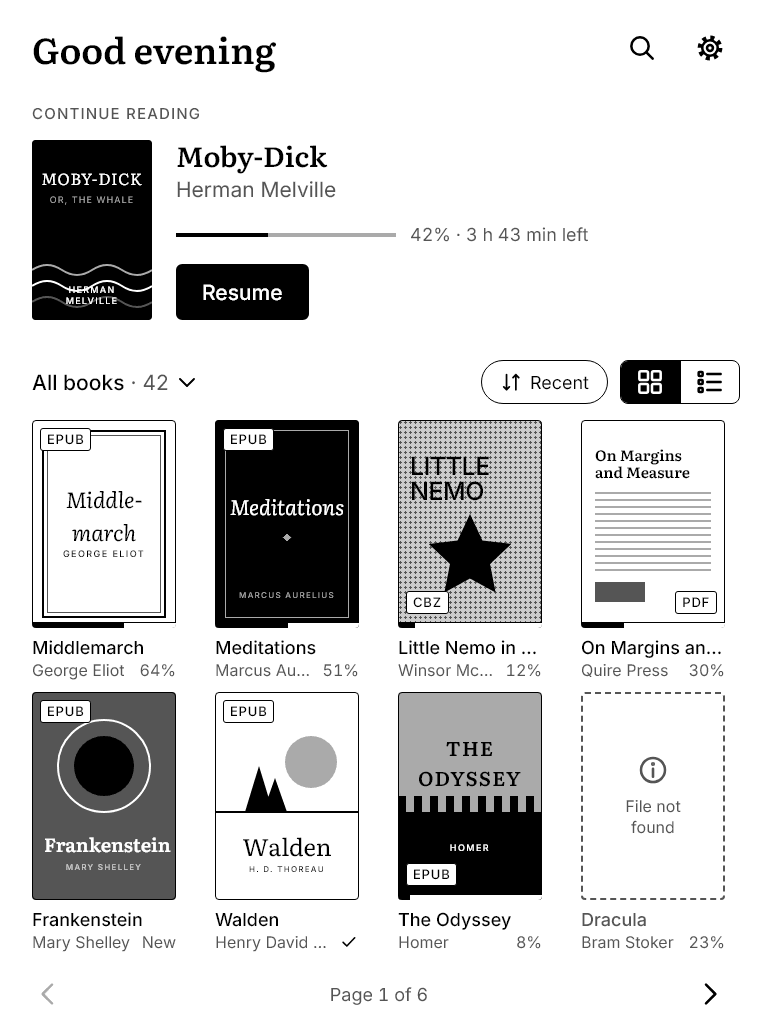 Good evening
CONTINUE READING
MOBY-DICK
OR, THE WHALE
HERMAN
MELVILLE
Moby-Dick
Herman Melville
42% · 3 h 43 min left
Resume
All books · 42
Recent
EPUB
Middle-
march
GEORGE ELIOT
Middlemarch
George Eliot 64%
EPUB
Meditations
MARCUS AURELIUS
Meditations
Marcus Au... 51%
LITTLE
NEMO
CBZ
Little Nemo in ...
Winsor Mc... 12%
On Margins
and Measure
PDF
On Margins an...
Quire Press 30%
EPUB
Frankenstein
MARY SHELLEY
Frankenstein
Mary Shelley New
EPUB
Walden
H. D. THOREAU
Walden
Henry David ...
THE
ODYSSEY
HOMER
EPUB
The Odyssey
Homer 8%
File not
found
Dracula
Bram Stoker 23%
Page 1 of 6